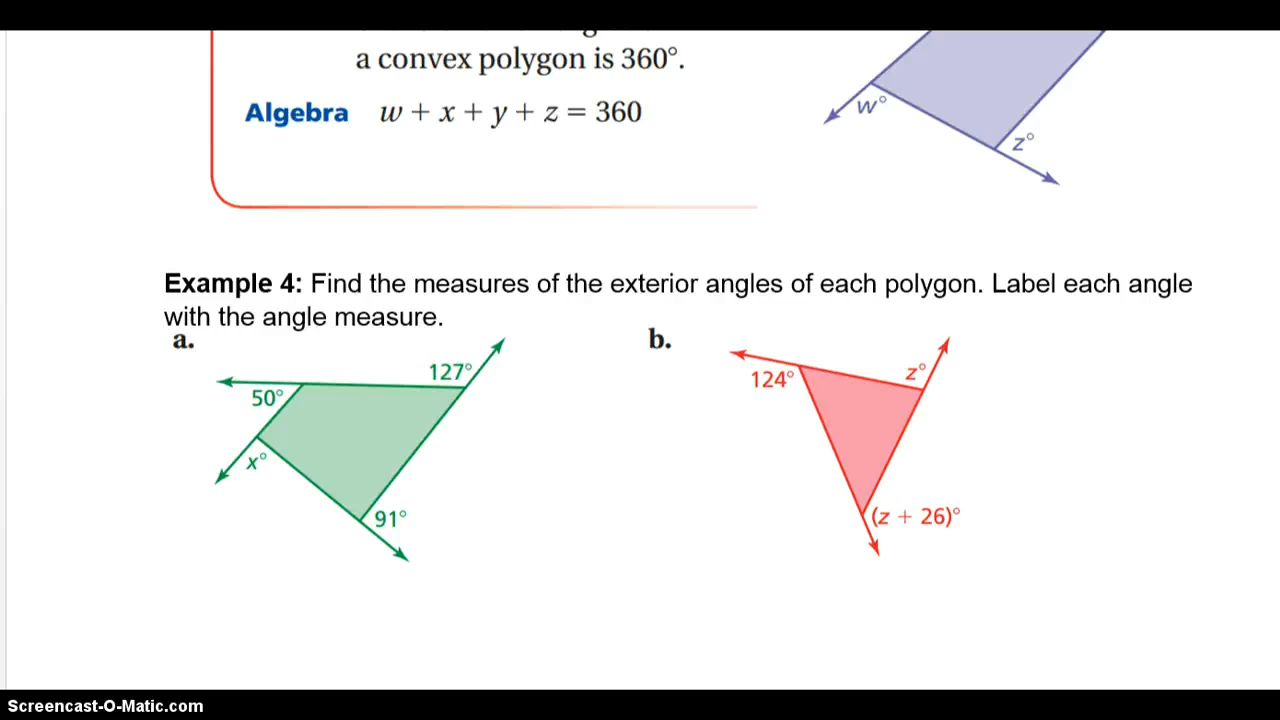 a convex polygon is 360°.
Algebra w + x + y + z = 360
w°
z°
Example 4: Find the measures of the exterior angles of each polygon. Label each angle
with the angle measure.
a.
127°
50°
x°
91°
b.
124°
z°
(z + 26)°
Screencast-O-Matic.com